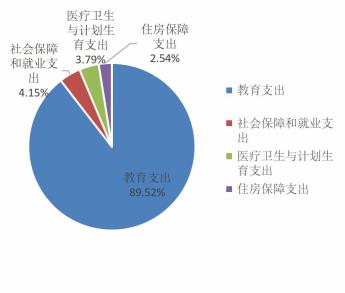 医疗卫生
与计划生
育支出
3.79%
住房保障
支出
2.54%
社会保障
和就业支
出
4.15%
教育支出
89.52%
教育支出
社会保障和就业支
出
医疗卫生与计划生
育支出
住房保障支出